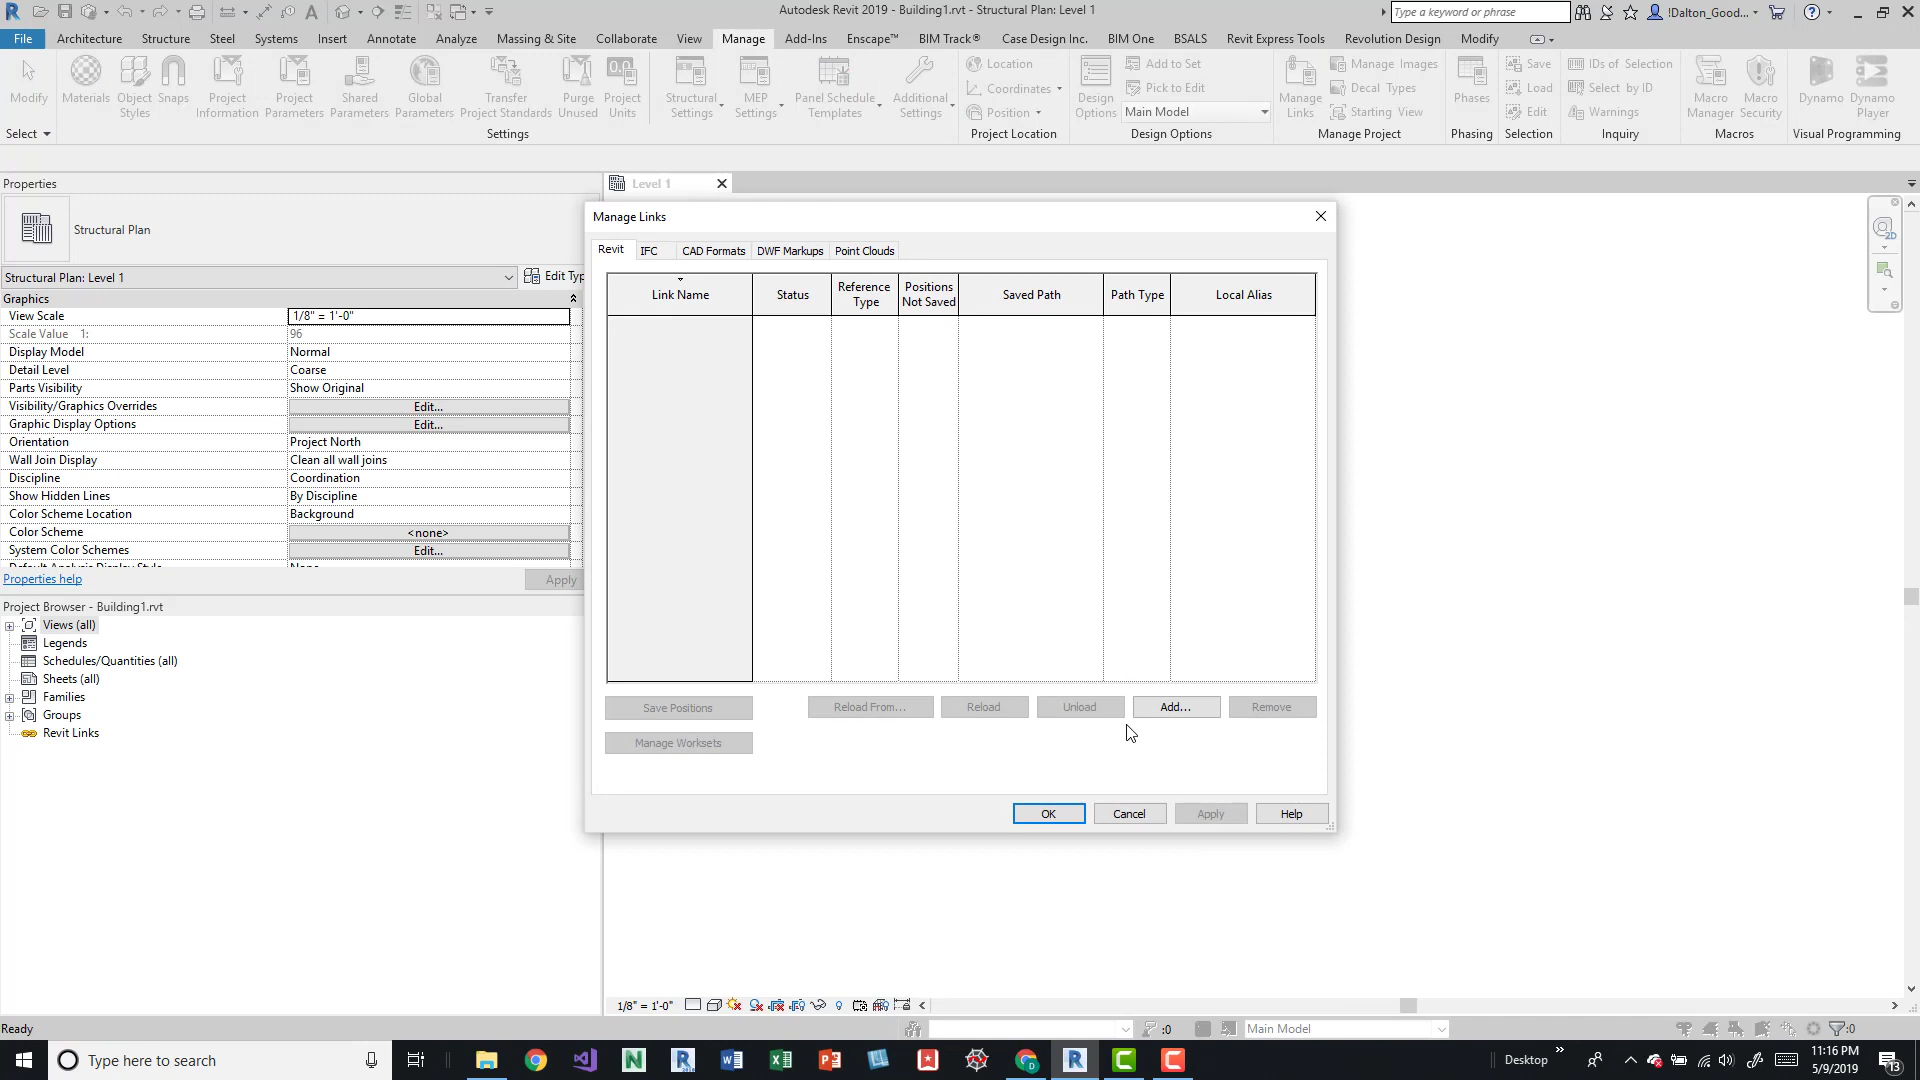 Autodesk Revit 2019 - Building1.rvt - Structural Plan: Level 1
Type a keyword or phrase
!Dalton_Good...
File Architecture Structure Steel Systems Insert Annotate Analyze Massing & Site Collaborate View Manage Add-Ins Enscape™ BIM Track® Case Design Inc. BIM One BSALS Revit Express Tools Revolution Design Modify
Modify
Materials
Object Styles
Snaps
Project Information
Project Parameters
Shared Parameters
Global Parameters
Transfer Project Standards
Purge Unused
Project Units
Structural Settings
MEP Settings
Panel Schedule Templates
Additional Settings
Location
Coordinates
Position
Design Options
Add to Set
Pick to Edit
Main Model
Manage Links
Manage Images
Decal Types
Starting View
Phases
Save
Load
Edit
IDs of Selection
Select by ID
Warnings
Macro Manager
Macro Security
Dynamo
Dynamo Player
Select Settings Project Location Design Options Manage Project Phasing Selection Inquiry Macros Visual Programming
Properties
Structural Plan
Structural Plan: Level 1
Edit Typ
Graphics
View Scale 1/8" = 1'-0"
Scale Value 1: 96
Display Model Normal
Detail Level Coarse
Parts Visibility Show Original
Visibility/Graphics Overrides Edit...
Graphic Display Options Edit...
Orientation Project North
Wall Join Display Clean all wall joins
Discipline Coordination
Show Hidden Lines By Discipline
Color Scheme Location Background
Color Scheme <none>
System Color Schemes Edit...
Properties help Apply
Project Browser - Building1.rvt
Views (all)
Legends
Schedules/Quantities (all)
Sheets (all)
Families
Groups
Revit Links
Level 1
Manage Links
Revit IFC CAD Formats DWF Markups Point Clouds
Link Name
Status
Reference Type
Positions Not Saved
Saved Path
Path Type
Local Alias
Save Positions Reload From... Reload Unload Add... Remove
Manage Worksets
OK Cancel Apply Help
1/8" = 1'-0"
Ready
:0
Main Model
:0
Type here to search
Desktop
11:16 PM
5/9/2019
13